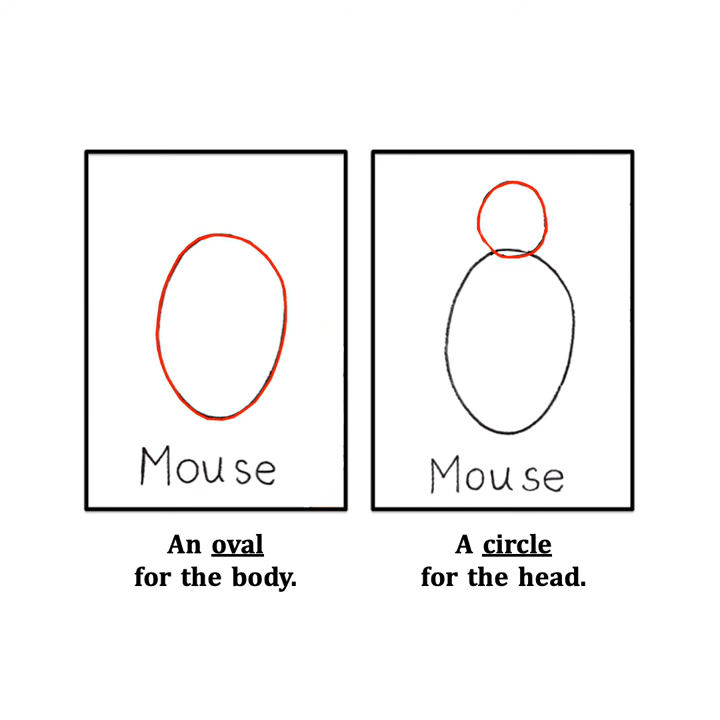 Mouse
An oval
for the body.
Mouse
A circle
for the head.